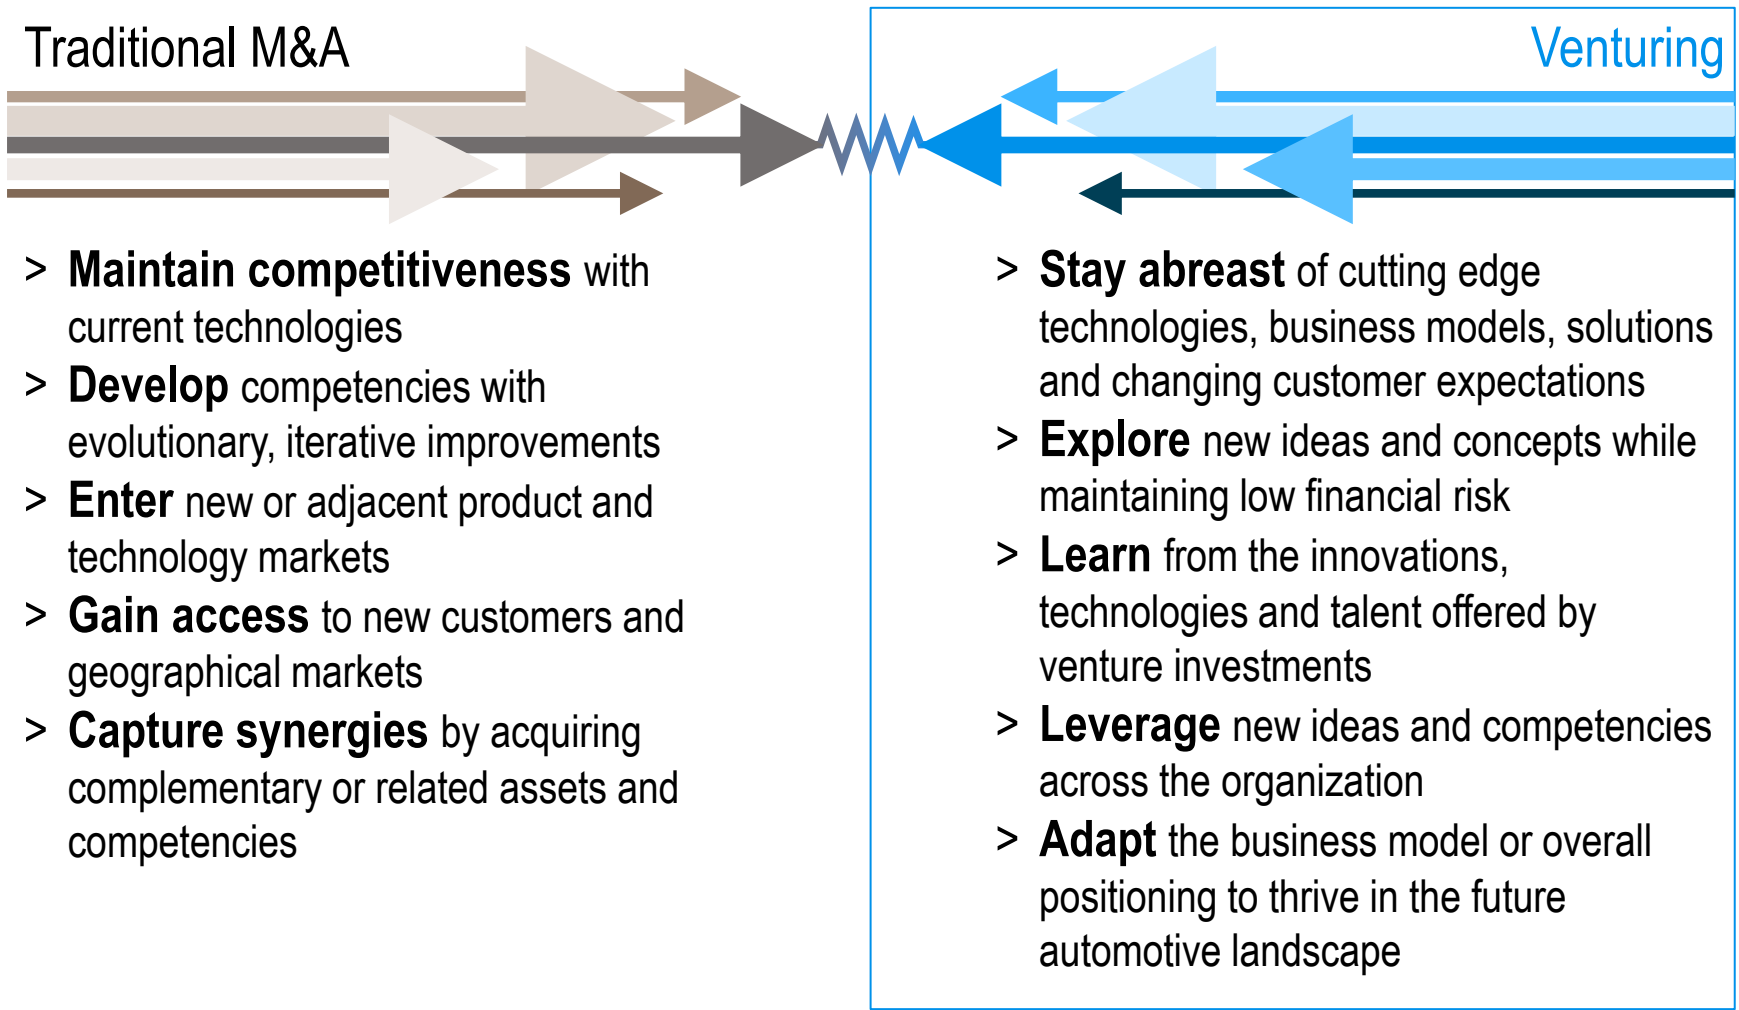 Traditional M&A
> Maintain competitiveness with
current technologies
> Develop competencies with
evolutionary, iterative improvements
> Enter new or adjacent product and
technology markets
> Gain access to new customers and
geographical markets
> Capture synergies by acquiring
complementary or related assets and
competencies
Venturing
> Stay abreast of cutting edge
technologies, business models, solutions
and changing customer expectations
> Explore new ideas and concepts while
maintaining low financial risk
> Learn from the innovations,
technologies and talent offered by
venture investments
> Leverage new ideas and competencies
across the organization
> Adapt the business model or overall
positioning to thrive in the future
automotive landscape